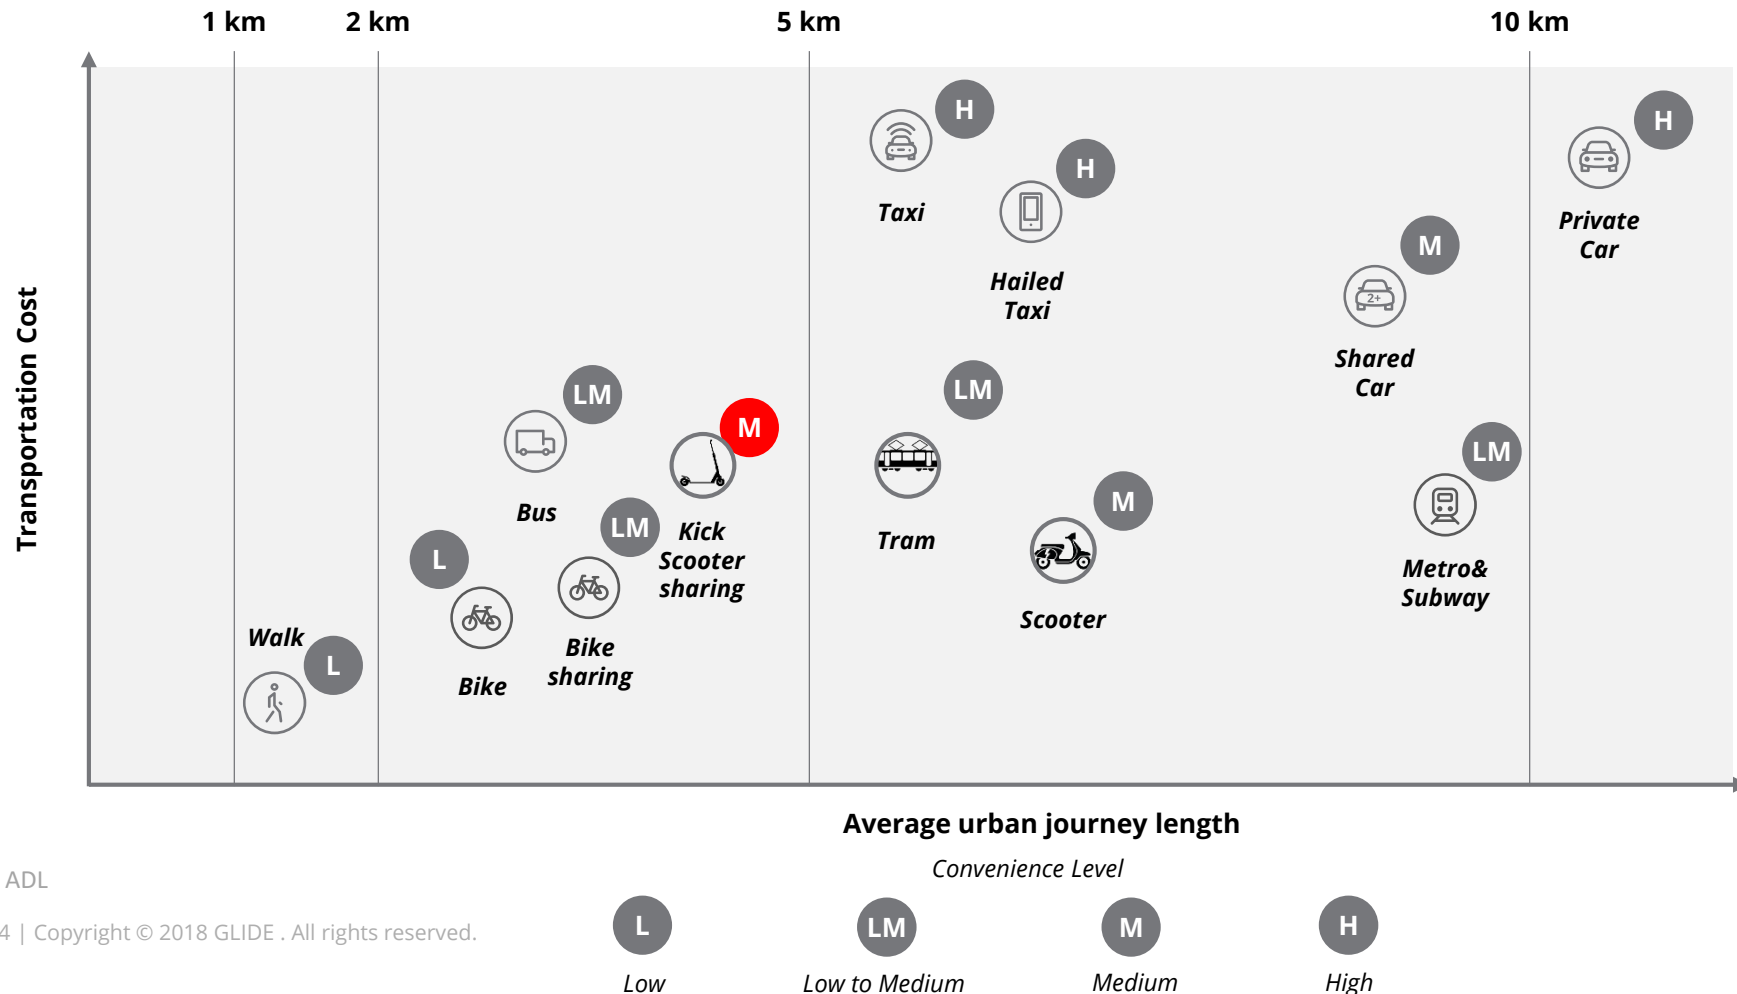 1 km
2 km
5 km
10 km
Transportation Cost
H
Taxi
H
Hailed
Taxi
H
Private
Car
M
2+
Shared
Car
LM
Bus
M
Kick
Scooter
sharing
LM
Tram
LM
Metro&
Subway
M
Scooter
LM
Bike
sharing
L
Bike
Walk
L
Average urban journey length
Convenience Level
ADL
4 | Copyright © 2018 GLIDE . All rights reserved.
L
LM
M
H
Low
Low to Medium
Medium
High